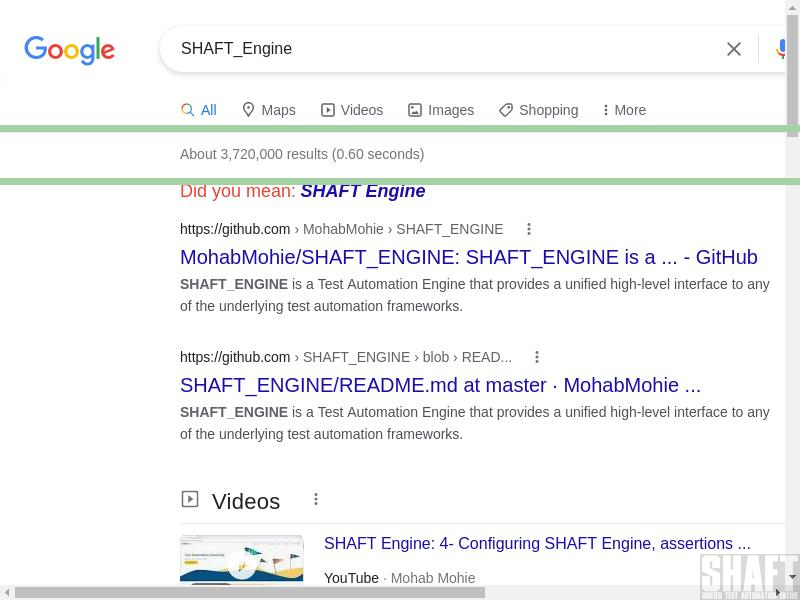 Google
SHAFT_Engine
All Maps Videos Images Shopping More
About 3,720,000 results (0.60 seconds)
Did you mean: SHAFT Engine
https://github.com › MohabMohie › SHAFT_ENGINE
MohabMohie/SHAFT_ENGINE: SHAFT_ENGINE is a ... - GitHub
SHAFT_ENGINE is a Test Automation Engine that provides a unified high-level interface to any
of the underlying test automation frameworks.
https://github.com › SHAFT_ENGINE › blob › READ...
SHAFT_ENGINE/README.md at master · MohabMohie ...
SHAFT_ENGINE is a Test Automation Engine that provides a unified high-level interface to any
of the underlying test automation frameworks.
Videos
SHAFT Engine: 4- Configuring SHAFT Engine, assertions ...
YouTube · Mohab Mohie
SHAFT